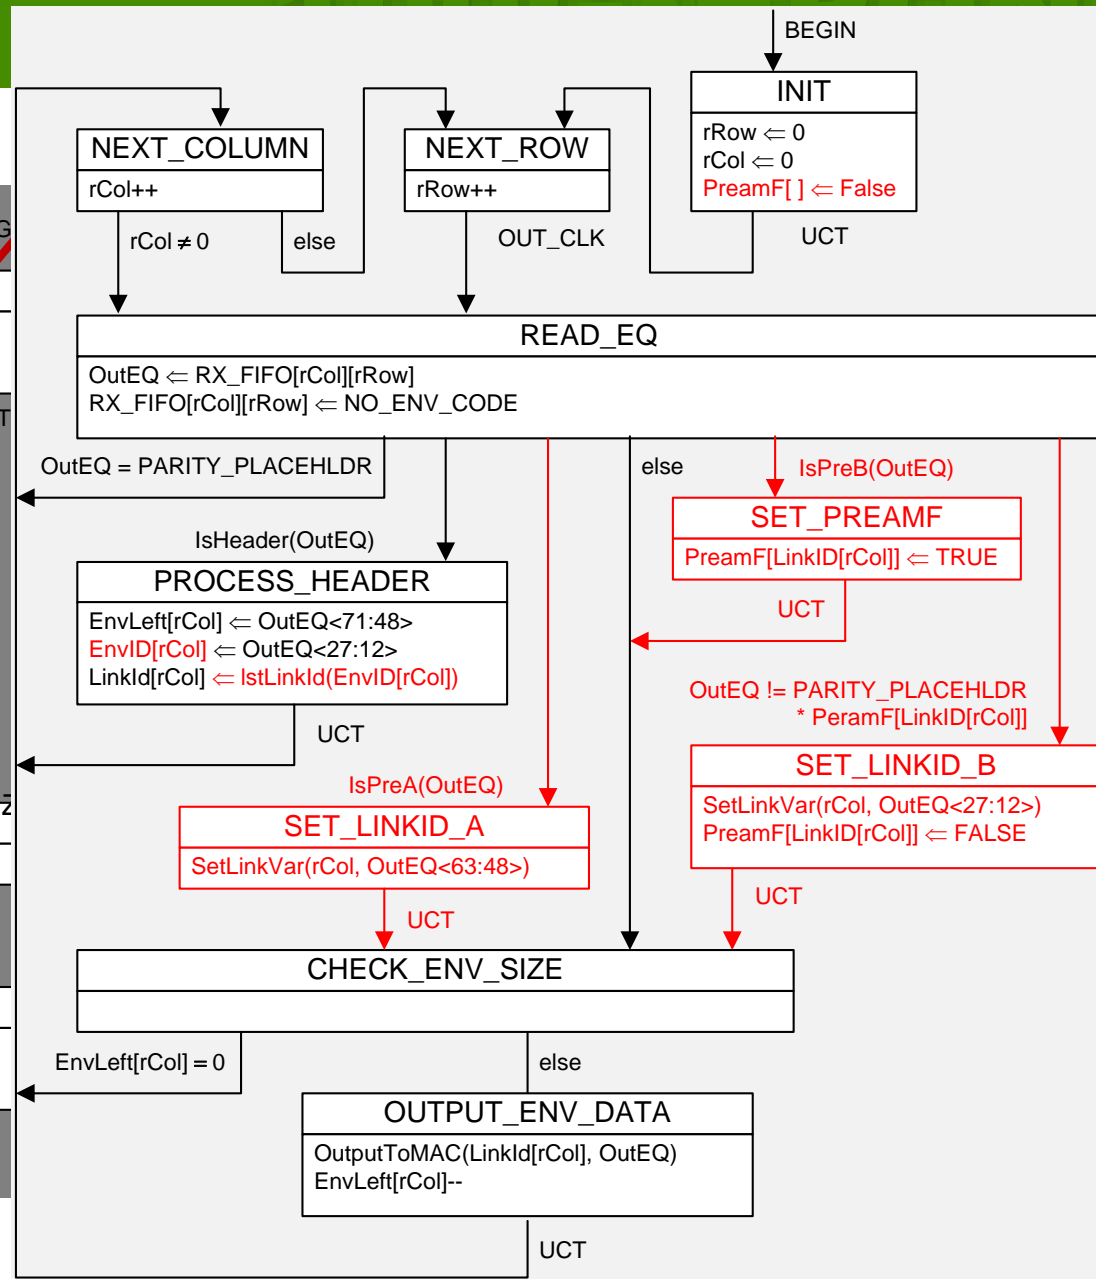 BEGIN
INIT
rRow ⇐ 0
rCol ⇐ 0
PreamF[ ] ⇐ False
UCT
NEXT_COLUMN
rCol++
rCol ≠ 0
else
NEXT_ROW
rRow++
OUT_CLK
READ_EQ
OutEQ ⇐ RX_FIFO[rCol][rRow]
RX_FIFO[rCol][rRow] ⇐ NO_ENV_CODE
OutEQ = PARITY_PLACEHLDR
else
IsPreB(OutEQ)
SET_PREAMF
PreamF[LinkID[rCol]] ⇐ TRUE
UCT
IsHeader(OutEQ)
PROCESS_HEADER
EnvLeft[rCol] ⇐ OutEQ<71:48>
EnvID[rCol] ⇐ OutEQ<27:12>
LinkId[rCol] ⇐ lstLinkId(EnvID[rCol])
UCT
OutEQ != PARITY_PLACEHLDR
* PeramF[LinkID[rCol]]
SET_LINKID_B
SetLinkVar(rCol, OutEQ<27:12>)
PreamF[LinkID[rCol]] ⇐ FALSE
UCT
IsPreA(OutEQ)
SET_LINKID_A
SetLinkVar(rCol, OutEQ<63:48>)
UCT
CHECK_ENV_SIZE
EnvLeft[rCol] = 0
else
OUTPUT_ENV_DATA
OutputToMAC(LinkId[rCol], OutEQ)
EnvLeft[rCol]--
UCT